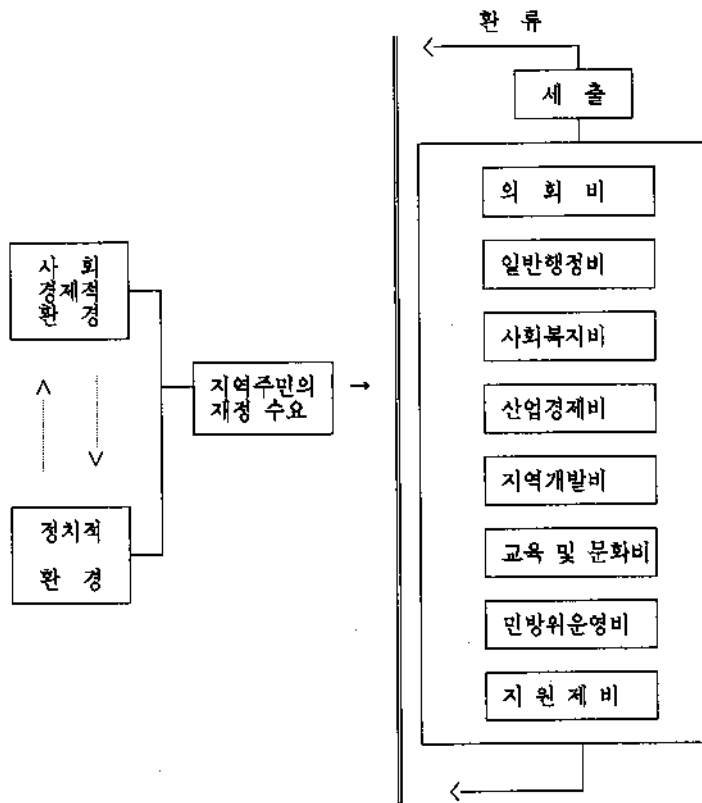 환 류
세 출
의 회 비
일반행정비
사회복지비
산업경제비
지역개발비
교육 및 문화비
민방위운영비
지 원 제 비
사 회
경제적
환 경
지역주민의
재정 수요
정치적
환 경